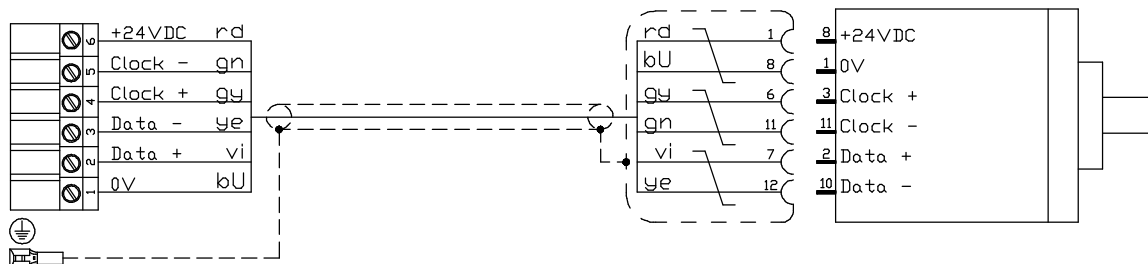 6 +24VDC rd
5 Clock - gn
4 Clock + gy
3 Data - ye
2 Data + vi
1 0V bU
rd 1
bU 8
gy 6
gn 11
vi 7
ye 12
8 +24VDC
1 0V
3 Clock +
11 Clock -
2 Data +
10 Data -